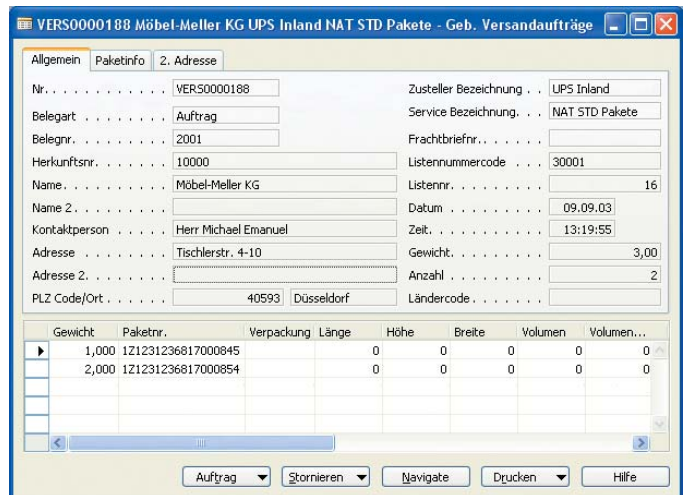 VERS0000188 Möbel-Meller KG UPS Inland NAT STD Pakete - Geb. Versandaufträge
Allgemein Paketinfo 2. Adresse
Nr. . . . . . . . . . . . . VERS0000188 Zusteller Bezeichnung . . UPS Inland
Belegart . . . . . . . . Auftrag Service Bezeichnung. . . NAT STD Pakete
Belegnr. . . . . . . . . 2001 Frachtbriefnr. . . . . . . .
Herkunftsnr. . . . . . . 10000 Listennummercode . . . 30001
Name. . . . . . . . . . Möbel-Meller KG Listennr. . . . . . . . . 16
Name 2. . . . . . . . . Datum . . . . . . . . . 09.09.03
Kontaktperson . . . . . Herr Michael Emanuel Zeit. . . . . . . . . . . 13:19:55
Adresse . . . . . . . . Tischlerstr. 4-10 Gewicht. . . . . . . . . 3,00
Adresse 2. . . . . . . . Anzahl . . . . . . . . . 2
PLZ Code/Ort . . . . . . 40593 Düsseldorf Ländercode. . . . . . .
Gewicht Paketnr. Verpackung Länge Höhe Breite Volumen Volumen...
1,000 1Z1231236817000845 0 0 0 0 0
2,000 1Z1231236817000854 0 0 0 0 0
Auftrag Stornieren Navigate Drucken Hilfe